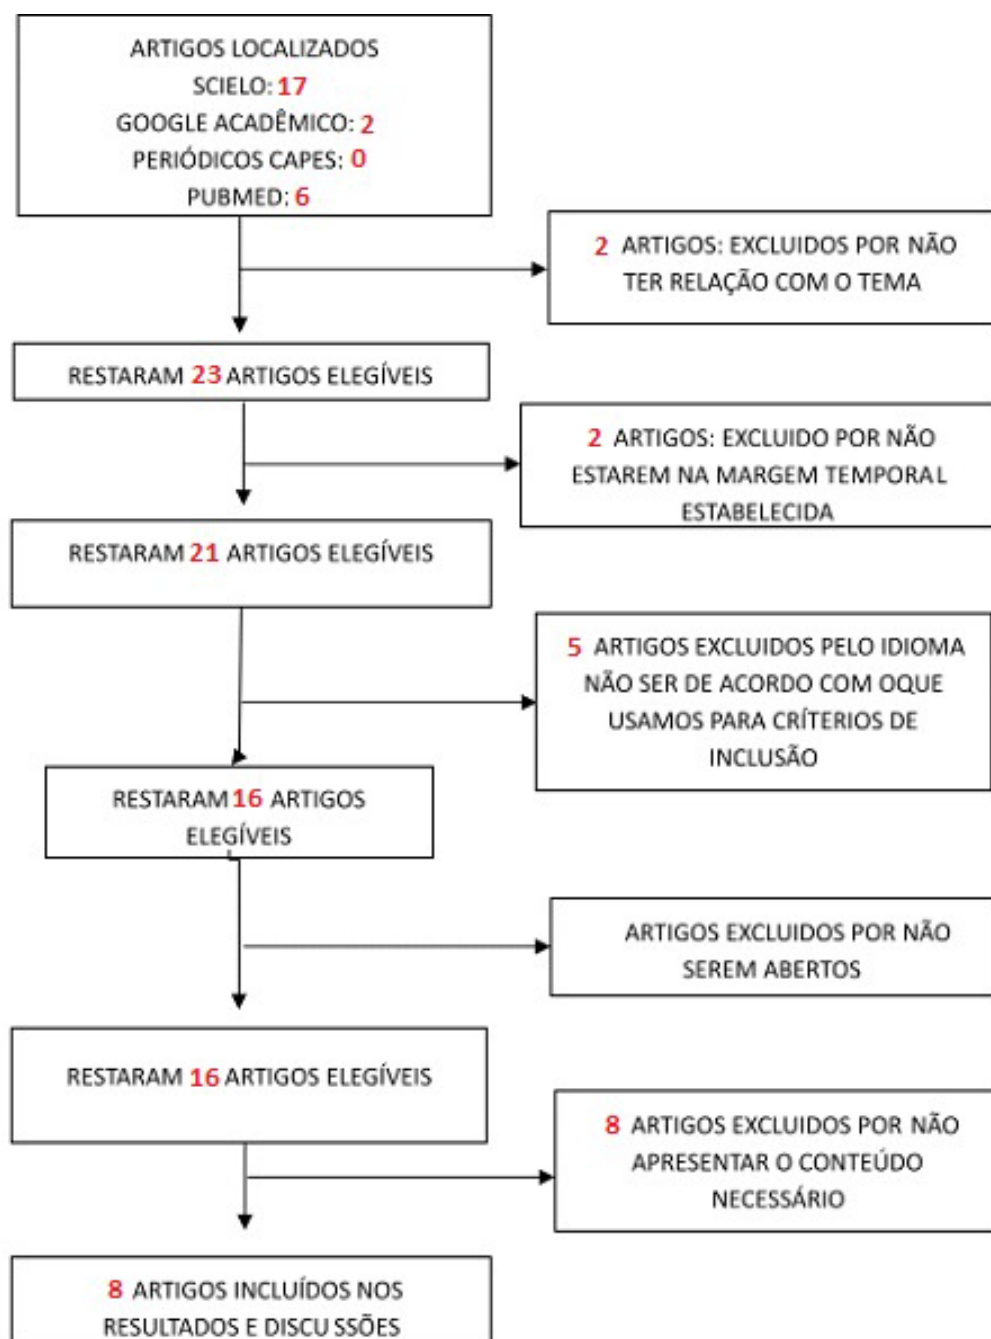 ARTIGOS LOCALIZADOS
SCIELO: 17
GOOGLE ACADÊMICO: 2
PERIÓDICOS CAPES: 0
PUBMED: 6
2 ARTIGOS: EXCLUIDOS POR NÃO
TER RELAÇÃO COM O TEMA
RESTARAM 23 ARTIGOS ELEGÍVEIS
2 ARTIGOS: EXCLUIDO POR NÃO
ESTAREM NA MARGEM TEMPORAL
ESTABELECIDA
RESTARAM 21 ARTIGOS ELEGÍVEIS
5 ARTIGOS EXCLUIDOS PELO IDIOMA
NÃO SER DE ACORDO COM OQUE
USAMOS PARA CRÍTERIOS DE
INCLUSÃO
RESTARAM 16 ARTIGOS
ELEGÍVEIS
ARTIGOS EXCLUIDOS POR NÃO
SEREM ABERTOS
RESTARAM 16 ARTIGOS ELEGÍVEIS
8 ARTIGOS EXCLUIDOS POR NÃO
APRESENTAR O CONTEÚDO
NECESSÁRIO
8 ARTIGOS INCLUÍDOS NOS
RESULTADOS E DISCUSSÕES